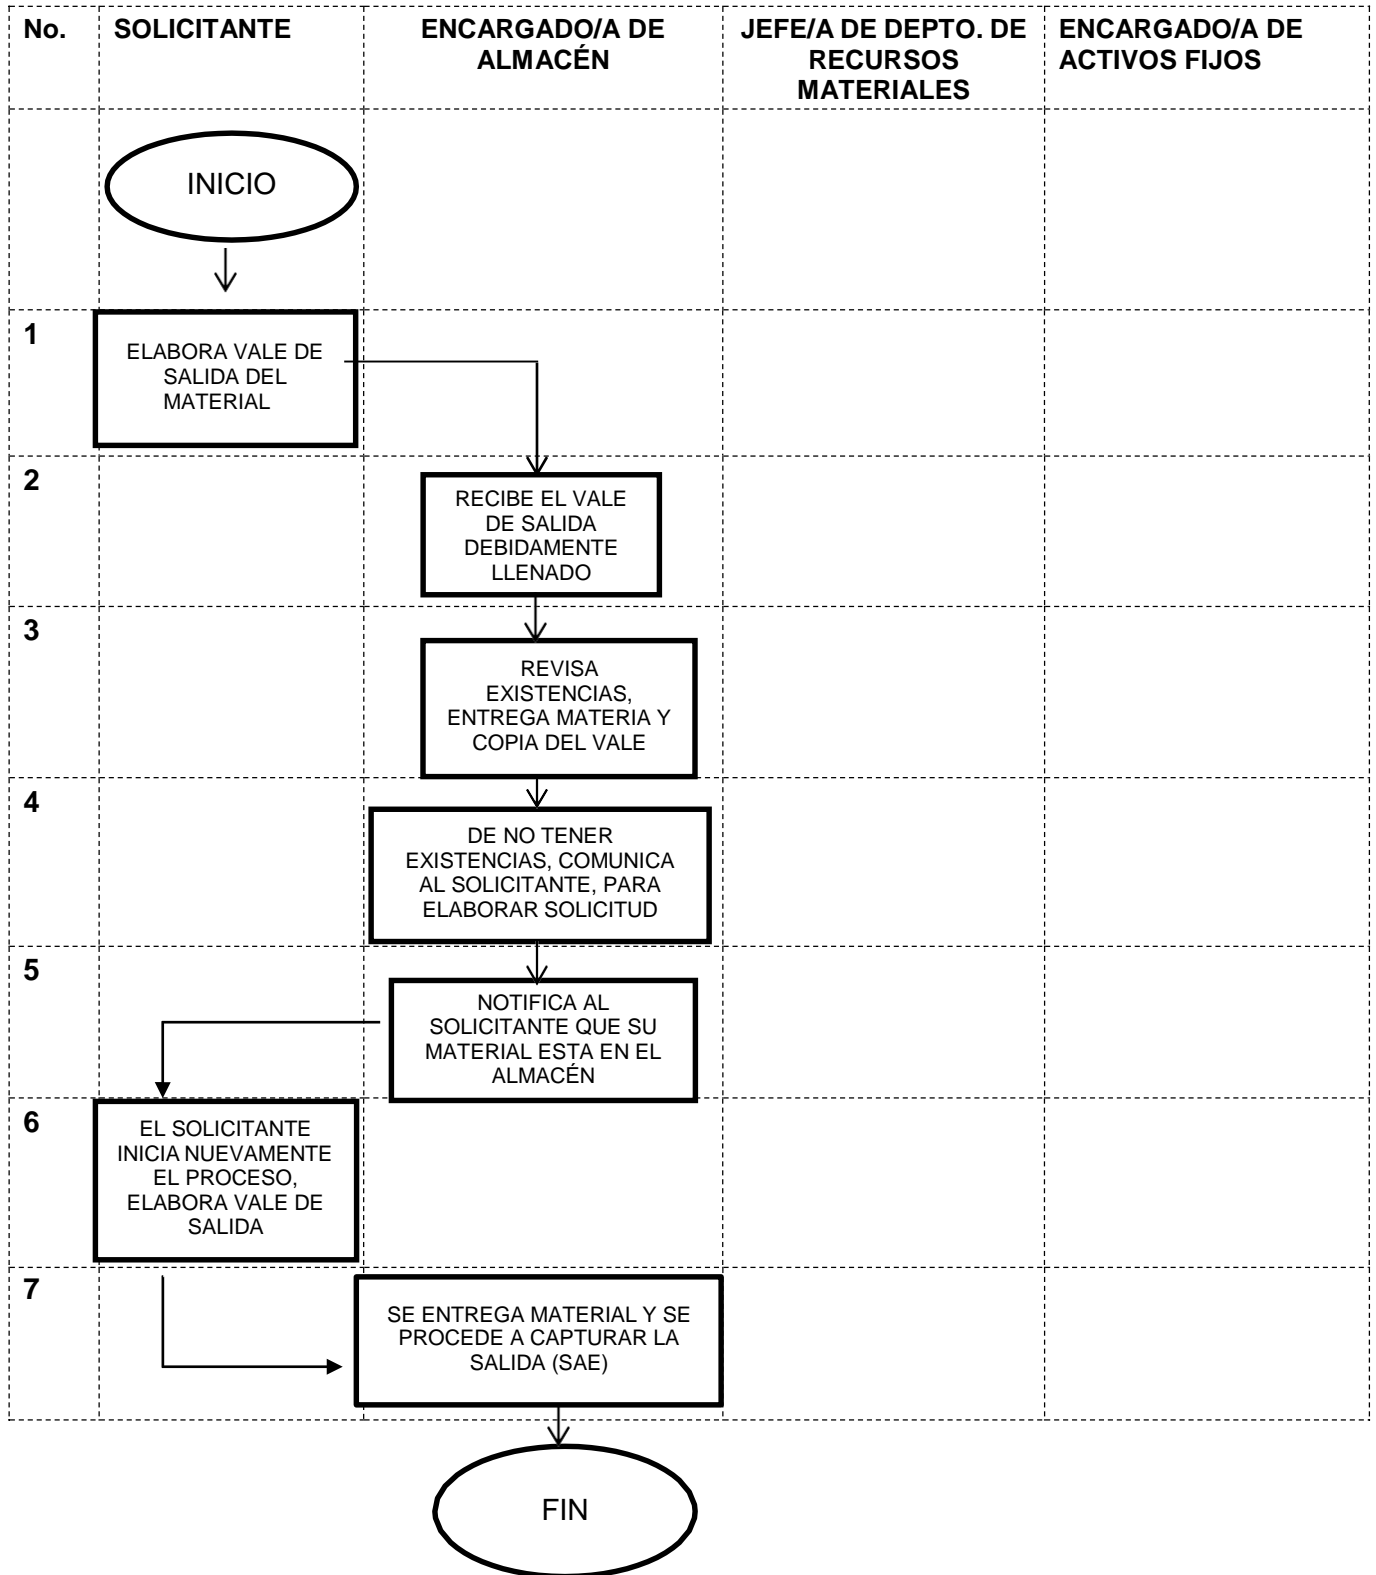 No.
SOLICITANTE
ENCARGADO/A DE
ALMACÉN
JEFE/A DE DEPTO. DE
RECURSOS
MATERIALES
ENCARGADO/A DE
ACTIVOS FIJOS
INICIO
1
ELABORA VALE DE
SALIDA DEL
MATERIAL
2
RECIBE EL VALE
DE SALIDA
DEBIDAMENTE
LLENADO
3
REVISA
EXISTENCIAS,
ENTREGA MATERIA Y
COPIA DEL VALE
4
DE NO TENER
EXISTENCIAS, COMUNICA
AL SOLICITANTE, PARA
ELABORAR SOLICITUD
5
NOTIFICA AL
SOLICITANTE QUE SU
MATERIAL ESTA EN EL
ALMACÉN
6
EL SOLICITANTE
INICIA NUEVAMENTE
EL PROCESO,
ELABORA VALE DE
SALIDA
7
SE ENTREGA MATERIAL Y SE
PROCEDE A CAPTURAR LA
SALIDA (SAE)
FIN